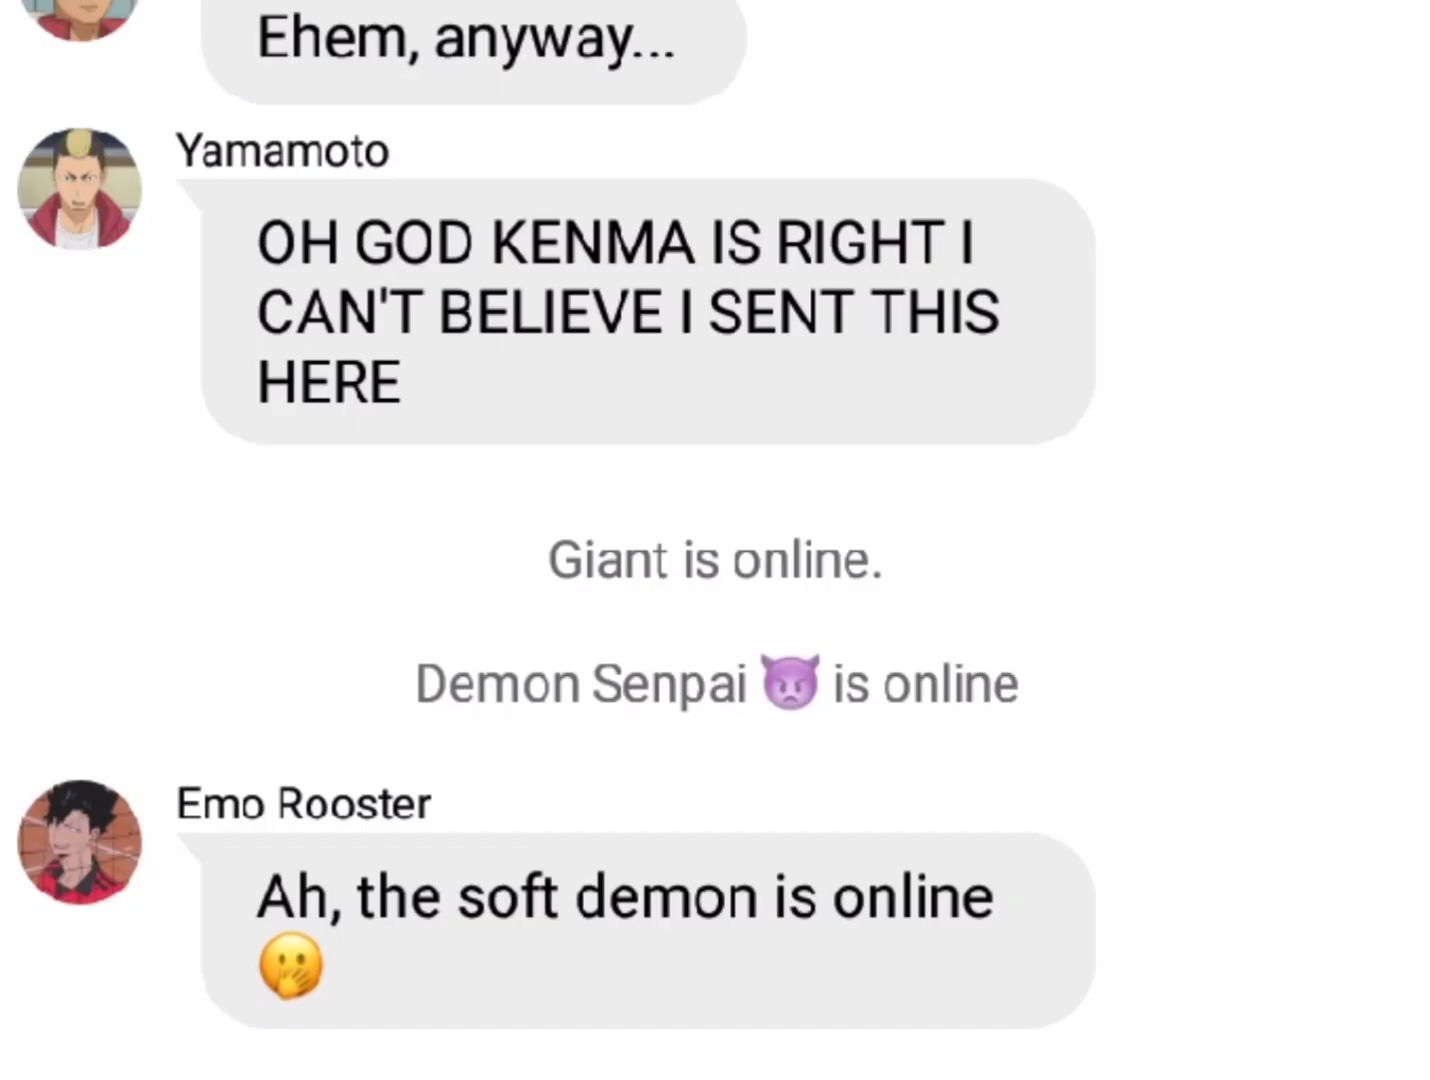 Ehem, anyway...
Yamamoto
OH GOD KENMA IS RIGHT I
CAN'T BELIEVE I SENT THIS
HERE
Giant is online.
Demon Senpai 👿 is online
Emo Rooster
Ah, the soft demon is online
🤭